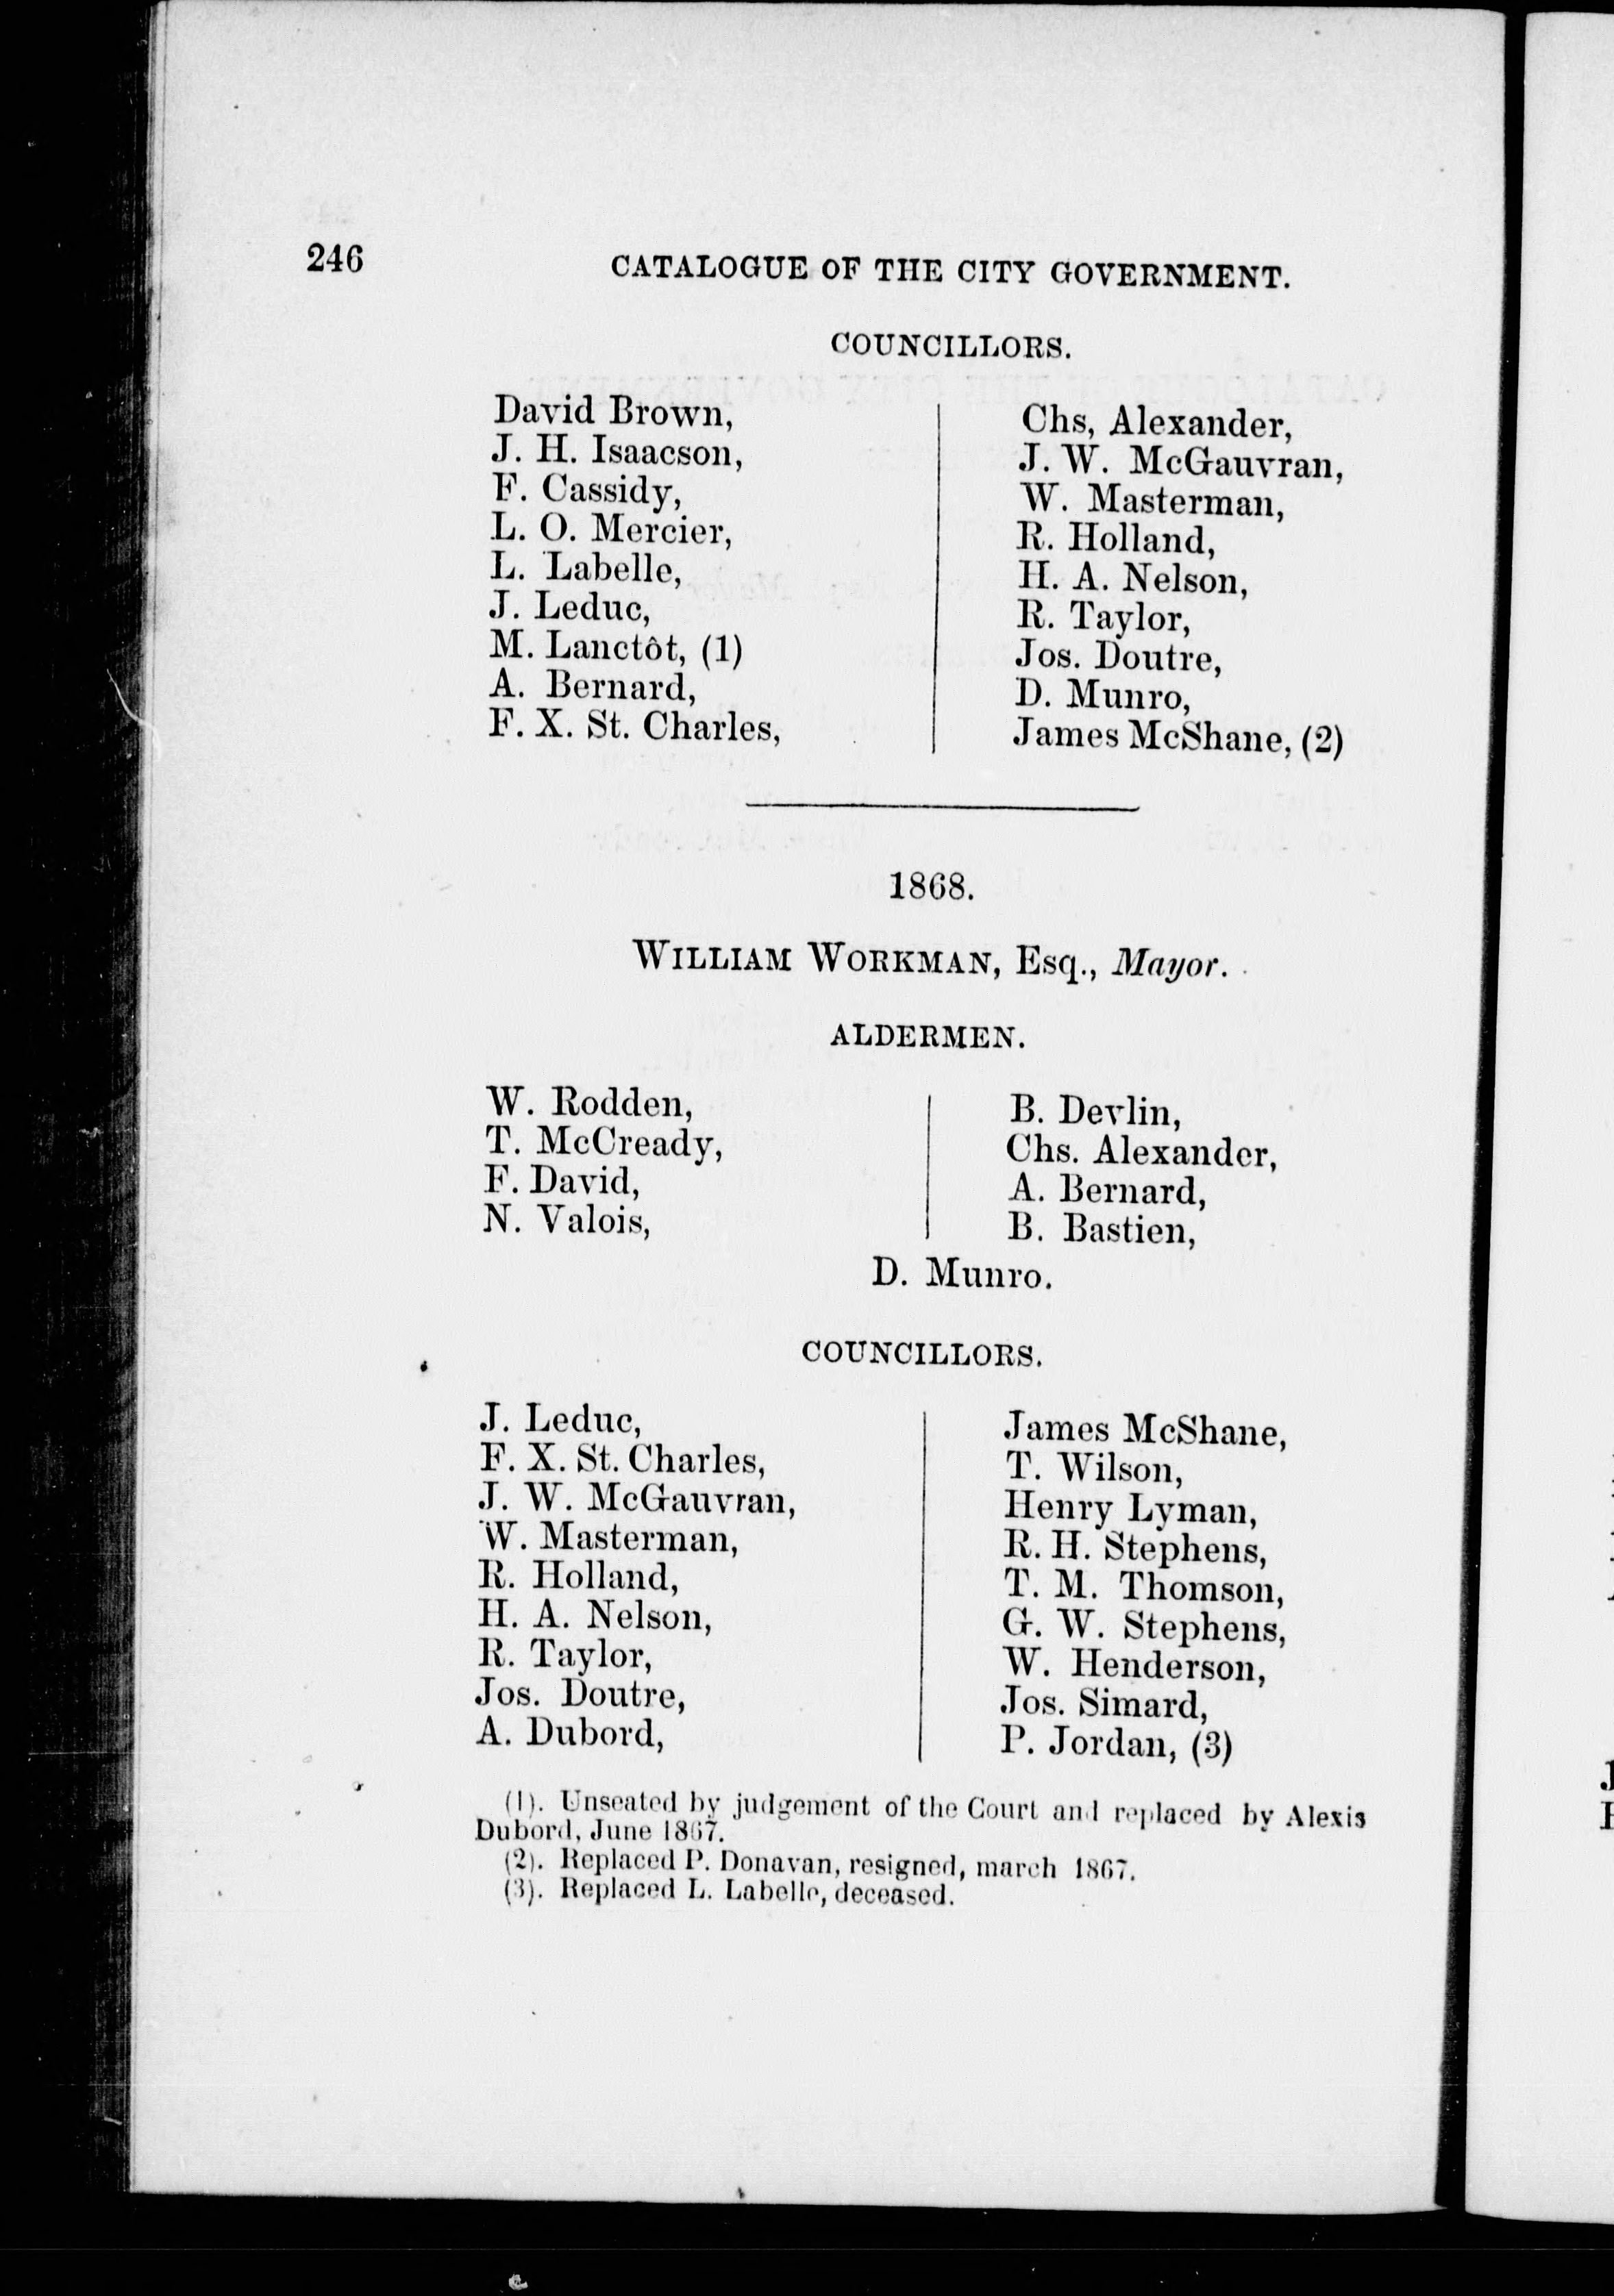 246
CATALOGUE OF THE CITY GOVERNMENT.
COUNCILLORS.
David Brown,
J. H. Isaacson,
F. Cassidy,
L. O. Mercier,
L. Labelle,
J. Leduc,
M. Lanctôt, (1)
A. Bernard,
F. X. St. Charles,
Chs, Alexander,
J. W. McGauvran,
W. Masterman,
R. Holland,
H. A. Nelson,
R. Taylor,
Jos. Doutre,
D. Munro,
James McShane, (2)
1868.
WILLIAM WORKMAN, Esq., Mayor.
ALDERMEN.
W. Rodden,
T. McCready,
F. David,
N. Valois,
B. Devlin,
Chs. Alexander,
A. Bernard,
B. Bastien,
D. Munro.
COUNCILLORS.
J. Leduc,
F. X. St. Charles,
J. W. McGauvran,
W. Masterman,
R. Holland,
H. A. Nelson,
R. Taylor,
Jos. Doutre,
A. Dubord,
James McShane,
T. Wilson,
Henry Lyman,
R. H. Stephens,
T. M. Thomson,
G. W. Stephens,
W. Henderson,
Jos. Simard,
P. Jordan, (3)
(1). Unseated by judgement of the Court and replaced by Alexis
Dubord, June 1867.
(2). Replaced P. Donavan, resigned, march 1867.
(3). Replaced L. Labelle, deceased.